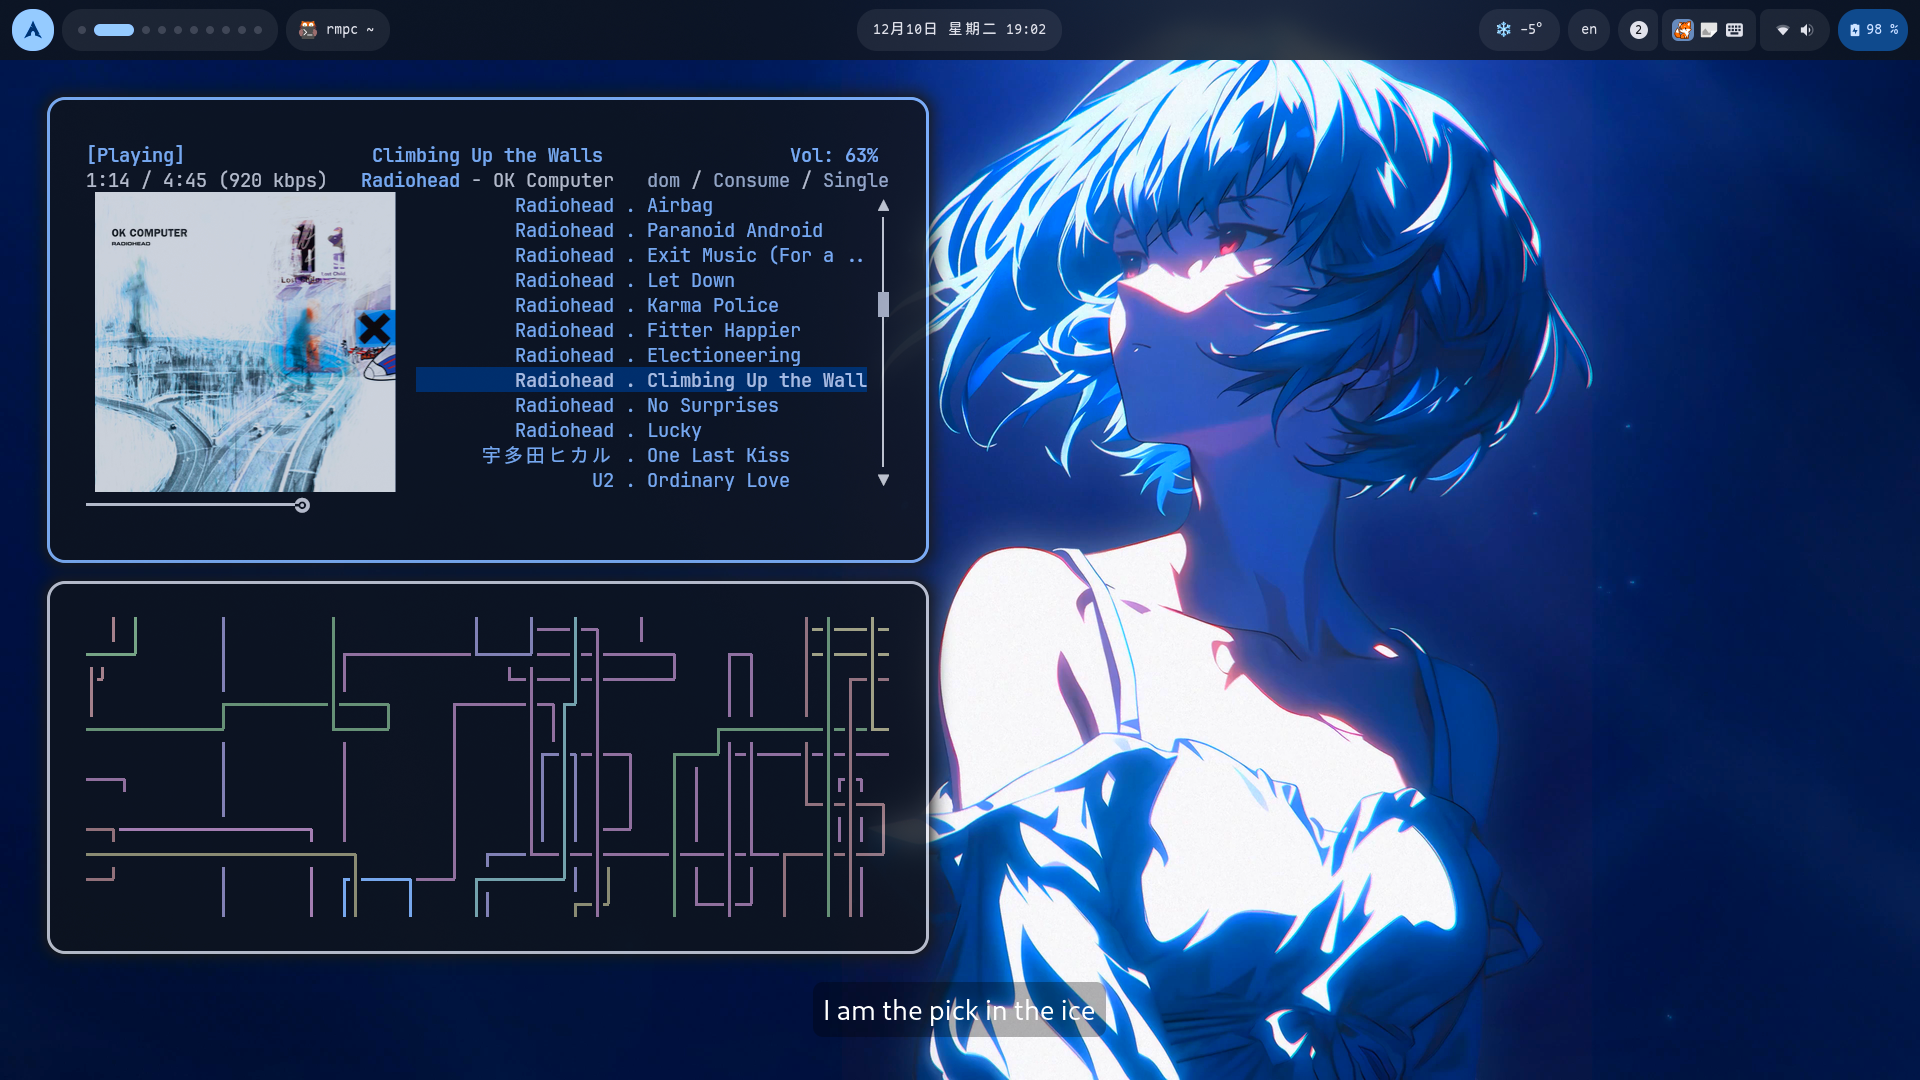 rmpc ~
12月10日 星期二 19:02
-5°
en
2
98 %
[Playing]
Climbing Up the Walls
Vol: 63%
1:14 / 4:45 (920 kbps)
Radiohead - OK Computer
dom / Consume / Single
OK COMPUTER
RADIOHEAD
Lost Child
Radiohead . Airbag
Radiohead . Paranoid Android
Radiohead . Exit Music (For a ..
Radiohead . Let Down
Radiohead . Karma Police
Radiohead . Fitter Happier
Radiohead . Electioneering
Radiohead . Climbing Up the Wall
Radiohead . No Surprises
Radiohead . Lucky
宇多田ヒカル . One Last Kiss
U2 . Ordinary Love
I am the pick in the ice